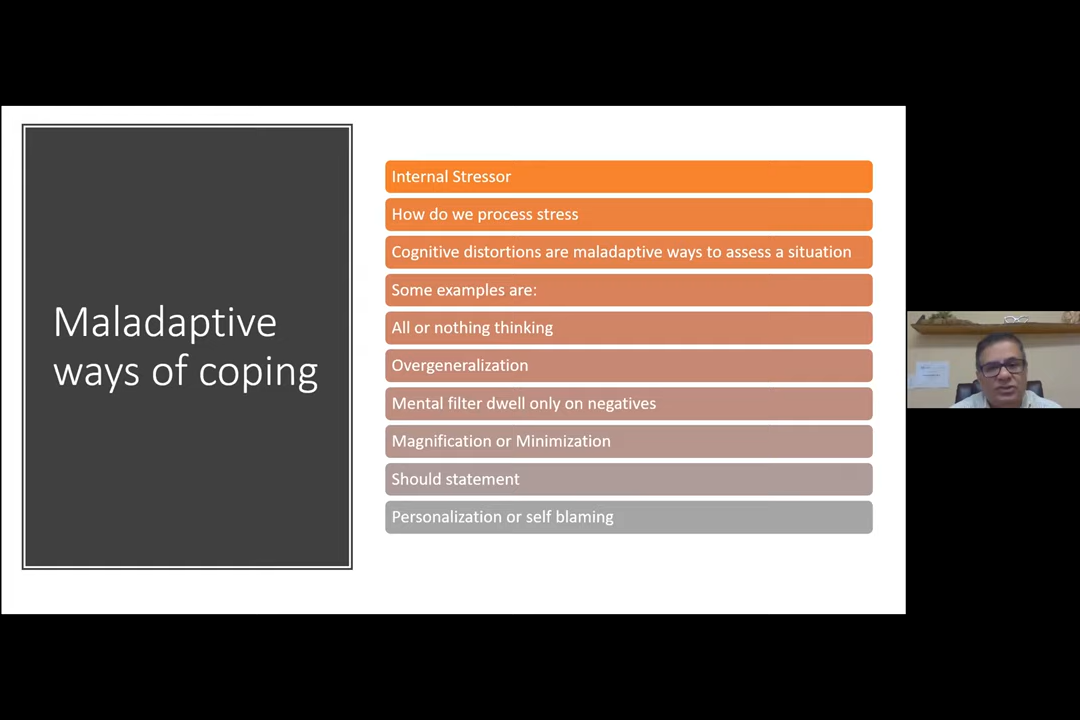 Maladaptive
ways of coping
Internal Stressor
How do we process stress
Cognitive distortions are maladaptive ways to assess a situation
Some examples are:
All or nothing thinking
Overgeneralization
Mental filter dwell only on negatives
Magnification or Minimization
Should statement
Personalization or self blaming